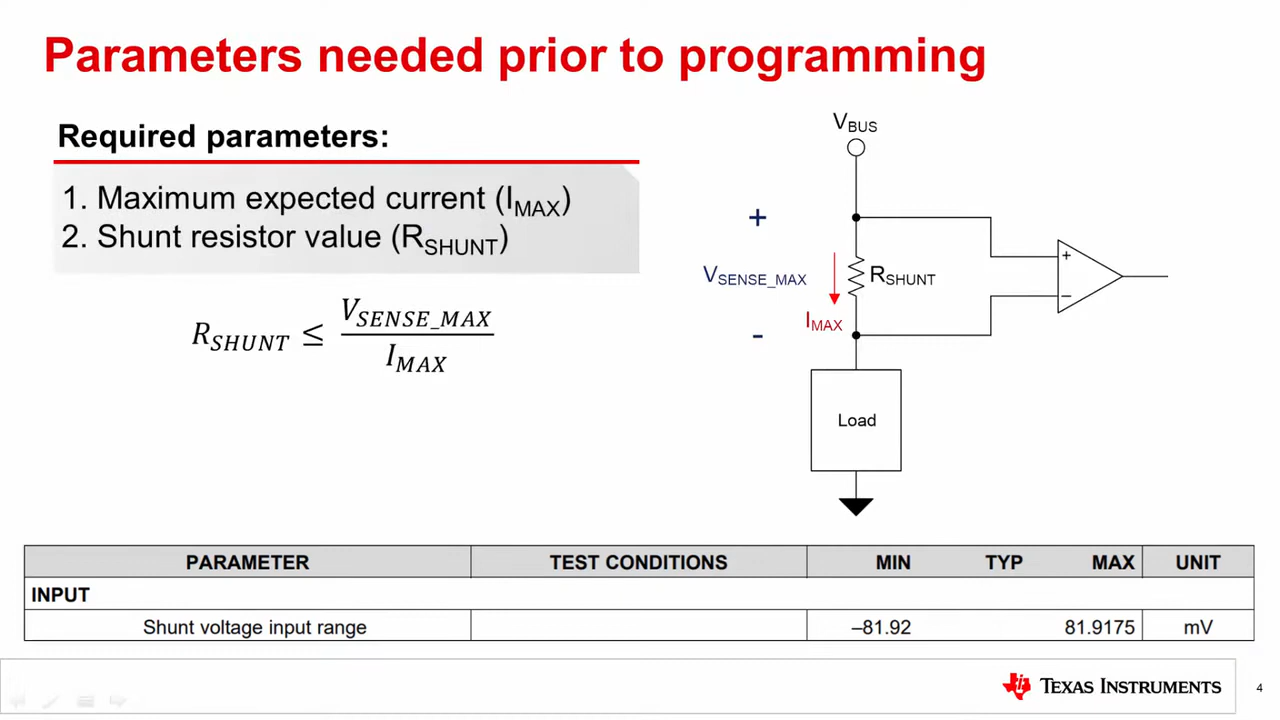 Parameters needed prior to programming
Required parameters:
1. Maximum expected current (I_MAX)
2. Shunt resistor value (R_SHUNT)
R_SHUNT ≤ V_SENSE_MAX / I_MAX
V_BUS
+
V_SENSE_MAX
R_SHUNT
I_MAX
-
+
−
Load
PARAMETER TEST CONDITIONS MIN TYP MAX UNIT
INPUT
Shunt voltage input range –81.92 81.9175 mV
TEXAS INSTRUMENTS
4